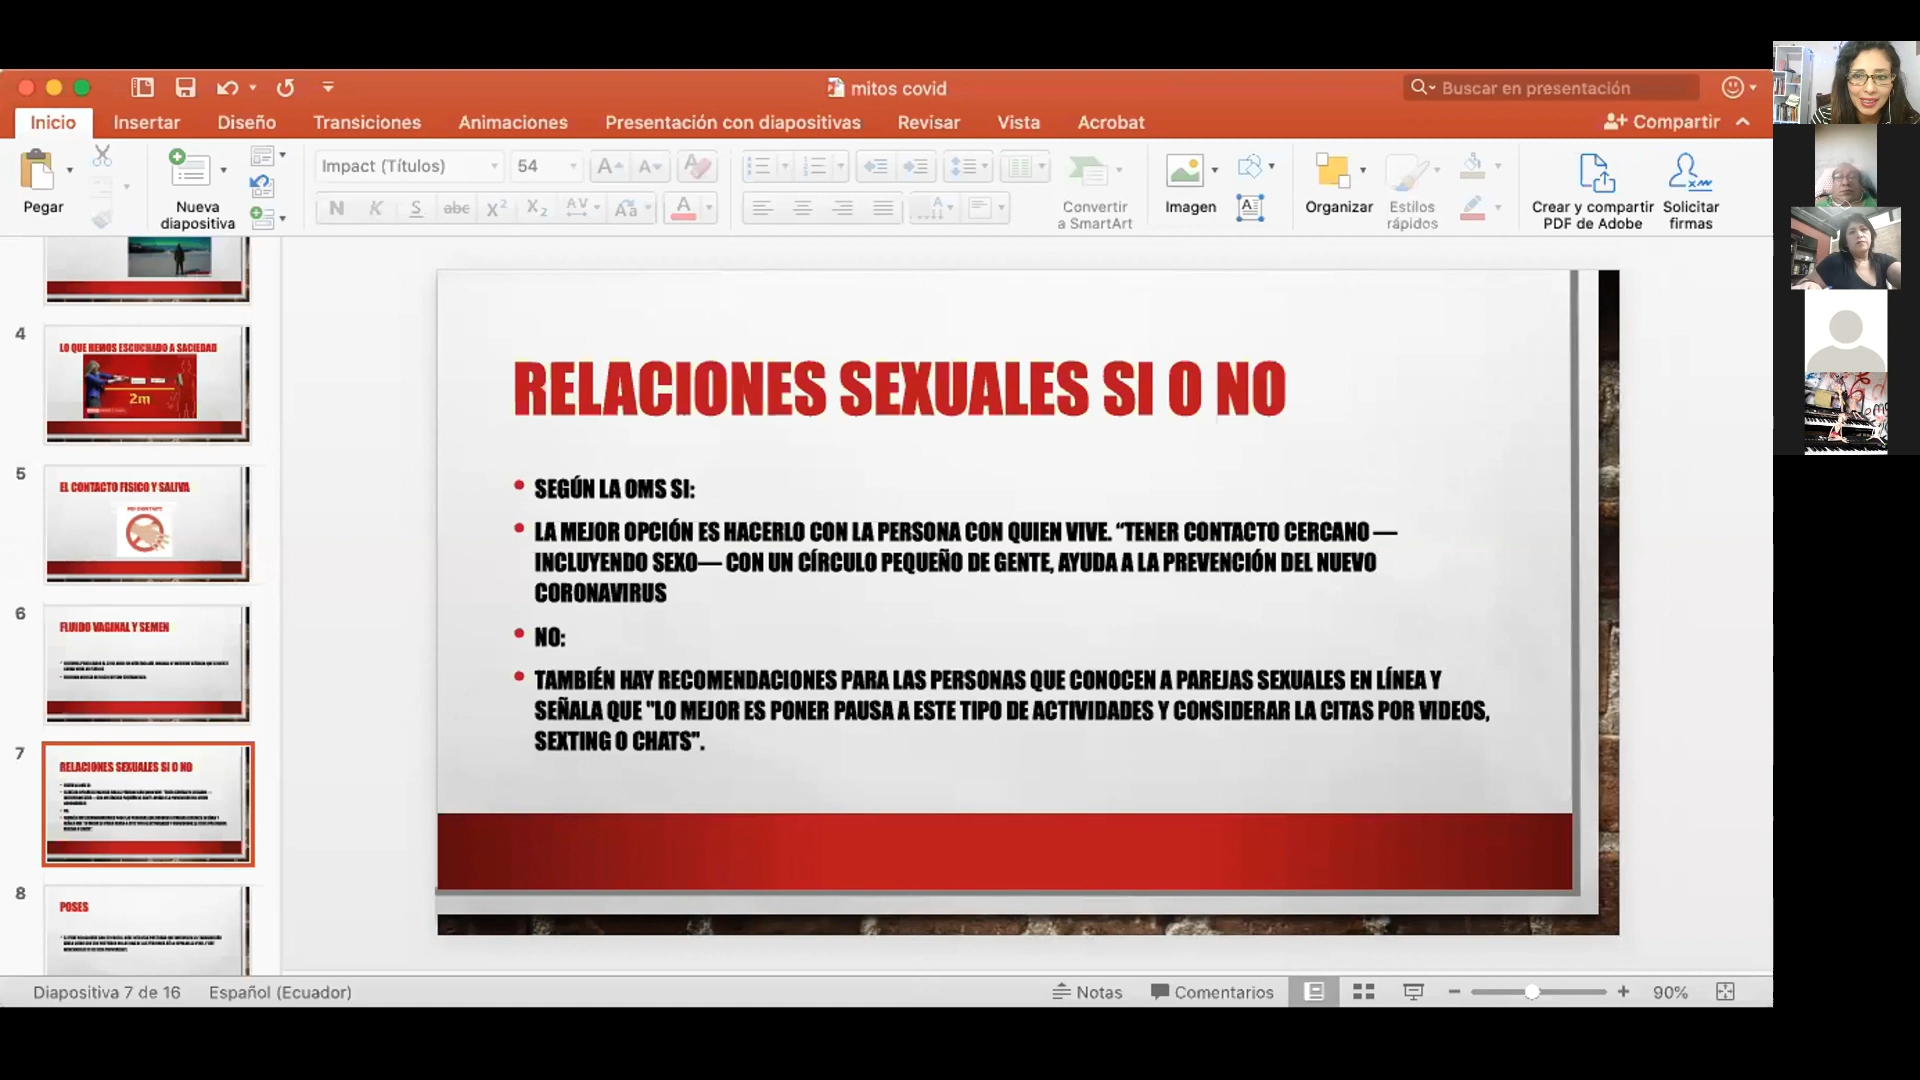 mitos covid
Buscar en presentación
Inicio
Insertar
Diseño
Transiciones
Animaciones
Presentación con diapositivas
Revisar
Vista
Acrobat
Compartir
Pegar
Nueva diapositiva
Impact (Títulos)
54
N K S abc X² X₂ AV Aa A
Convertir a SmartArt
Imagen
Organizar
Estilos rápidos
Crear y compartir PDF de Adobe
Solicitar firmas
4
LO QUE HEMOS ESCUCHADO A SACIEDAD
2m
5
EL CONTACTO FISICO Y SALIVA
6
FLUIDO VAGINAL Y SEMEN
7
RELACIONES SEXUALES SI O NO
8
POSES
RELACIONES SEXUALES SI O NO
• SEGÚN LA OMS SI:
• LA MEJOR OPCIÓN ES HACERLO CON LA PERSONA CON QUIEN VIVE. “TENER CONTACTO CERCANO —
INCLUYENDO SEXO— CON UN CÍRCULO PEQUEÑO DE GENTE, AYUDA A LA PREVENCIÓN DEL NUEVO
CORONAVIRUS
• NO:
• TAMBIÉN HAY RECOMENDACIONES PARA LAS PERSONAS QUE CONOCEN A PAREJAS SEXUALES EN LÍNEA Y
SEÑALA QUE "LO MEJOR ES PONER PAUSA A ESTE TIPO DE ACTIVIDADES Y CONSIDERAR LA CITAS POR VIDEOS,
SEXTING O CHATS".
Diapositiva 7 de 16
Español (Ecuador)
Notas
Comentarios
90%